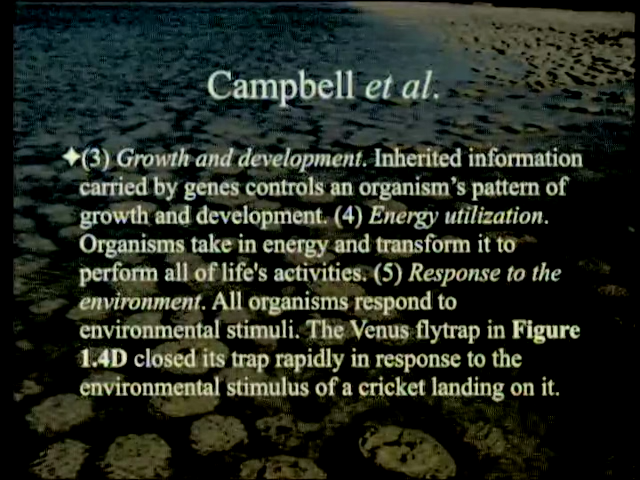 Campbell et al.
✦(3) Growth and development. Inherited information
carried by genes controls an organism's pattern of
growth and development. (4) Energy utilization.
Organisms take in energy and transform it to
perform all of life's activities. (5) Response to the
environment. All organisms respond to
environmental stimuli. The Venus flytrap in Figure
1.4D closed its trap rapidly in response to the
environmental stimulus of a cricket landing on it.